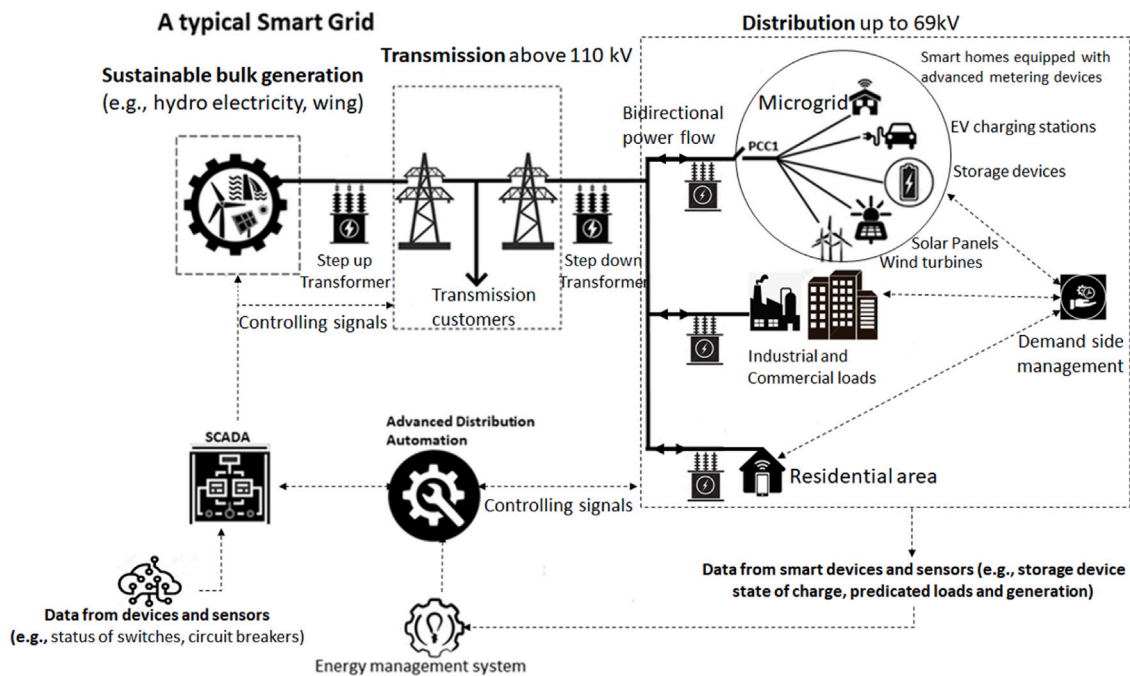 A typical Smart Grid
Distribution up to 69kV
Transmission above 110 kV
Sustainable bulk generation
(e.g., hydro electricity, wing)
Smart homes equipped with
advanced metering devices
Microgrid
Bidirectional
power flow
PCC1
EV charging stations
Storage devices
Solar Panels
Wind turbines
Step up
Transformer
Step down
Transformer
Transmission
customers
Controlling signals
Industrial and
Commercial loads
Demand side
management
Advanced Distribution
Automation
SCADA
Residential area
Controlling signals
Data from smart devices and sensors (e.g., storage device
state of charge, predicated loads and generation)
Data from devices and sensors
(e.g., status of switches, circuit breakers)
Energy management system